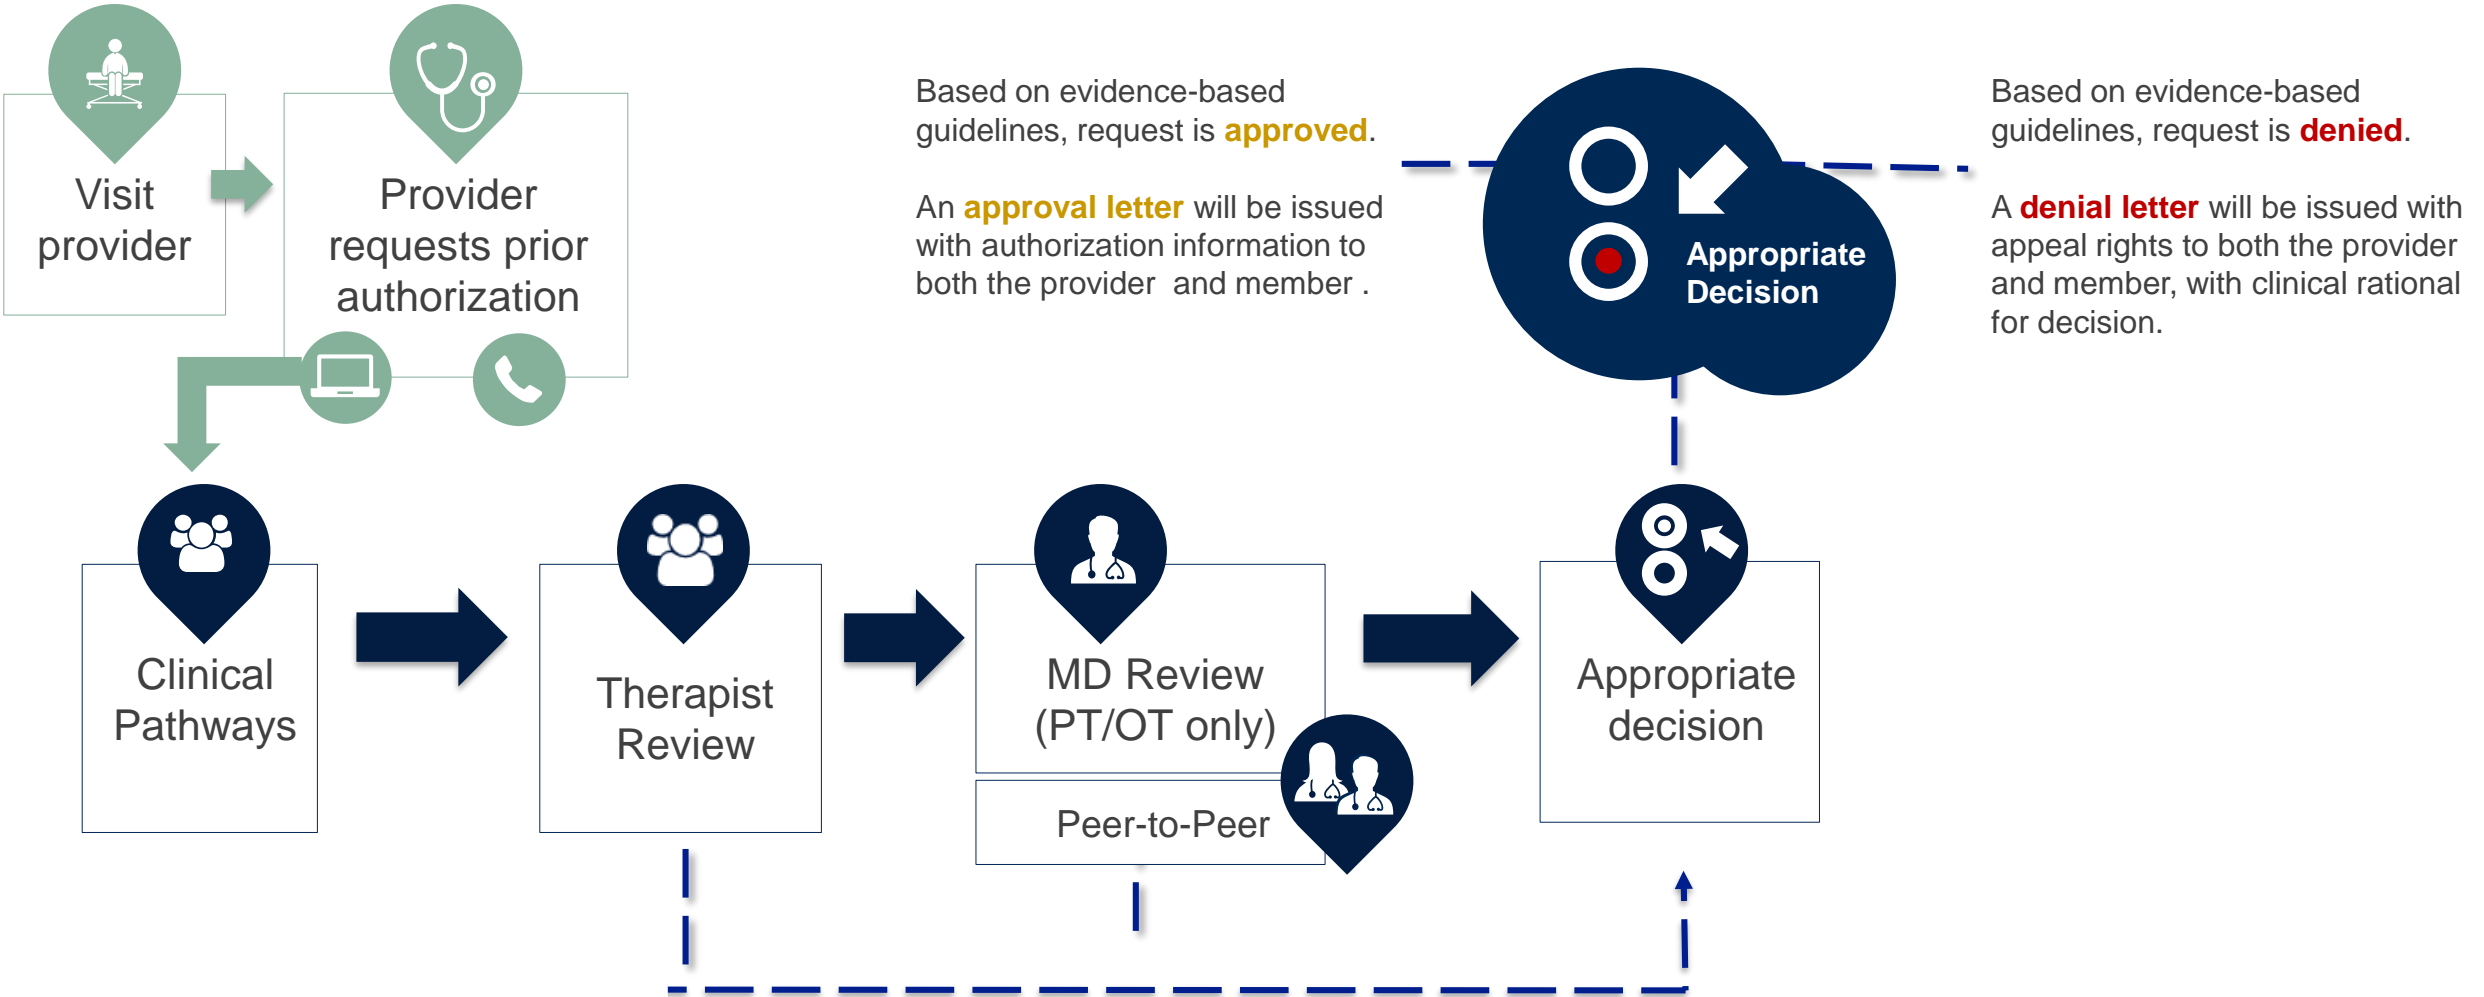 Visit
provider
Provider
requests prior
authorization
Based on evidence-based
guidelines, request is approved.
An approval letter will be issued
with authorization information to
both the provider  and member .
Appropriate
Decision
Based on evidence-based
guidelines, request is denied.
A denial letter will be issued with
appeal rights to both the provider
and member, with clinical rational
for decision.
Clinical
Pathways
Therapist
Review
MD Review
(PT/OT only)
Peer-to-Peer
Appropriate
decision